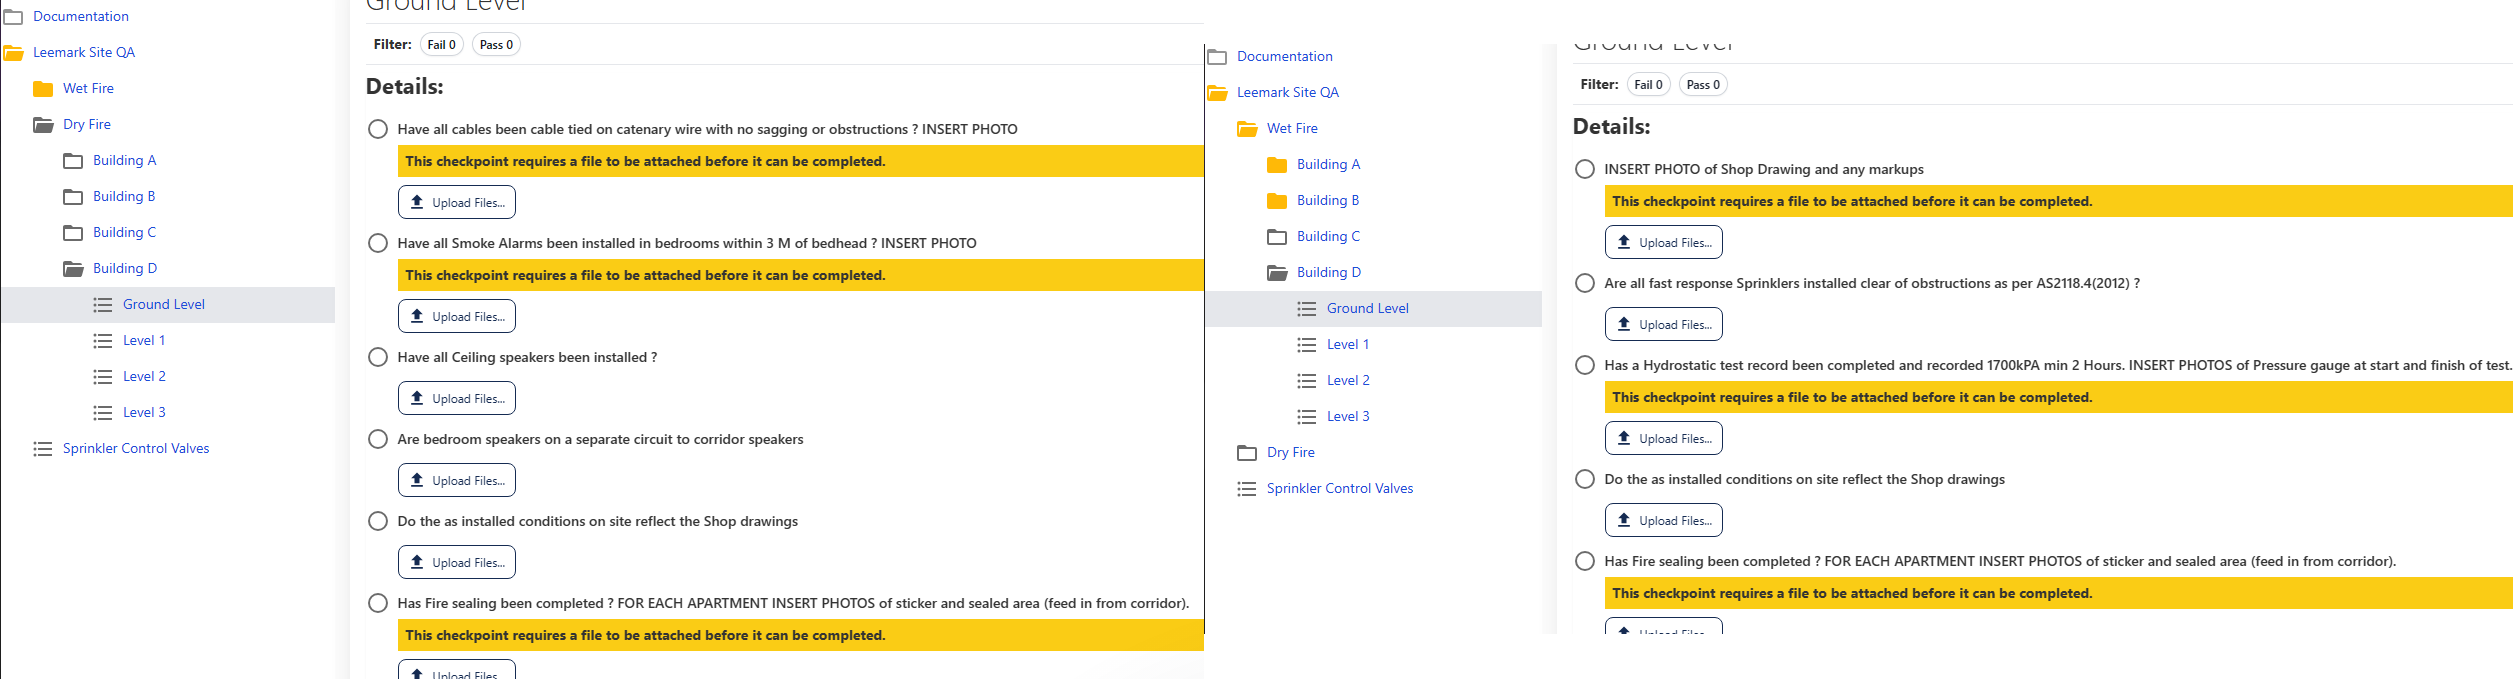 Documentation
Leemark Site QA
Wet Fire
Dry Fire
Building A
Building B
Building C
Building D
Ground Level
Level 1
Level 2
Level 3
Sprinkler Control Valves
Ground Level
Filter: Fail 0 Pass 0
Details:
Have all cables been cable tied on catenary wire with no sagging or obstructions ? INSERT PHOTO
This checkpoint requires a file to be attached before it can be completed.
Upload Files...
Have all Smoke Alarms been installed in bedrooms within 3 M of bedhead ? INSERT PHOTO
This checkpoint requires a file to be attached before it can be completed.
Upload Files...
Have all Ceiling speakers been installed ?
Upload Files...
Are bedroom speakers on a separate circuit to corridor speakers
Upload Files...
Do the as installed conditions on site reflect the Shop drawings
Upload Files...
Has Fire sealing been completed ? FOR EACH APARTMENT INSERT PHOTOS of sticker and sealed area (feed in from corridor).
This checkpoint requires a file to be attached before it can be completed.
Upload Files...
Documentation
Leemark Site QA
Wet Fire
Building A
Building B
Building C
Building D
Ground Level
Level 1
Level 2
Level 3
Dry Fire
Sprinkler Control Valves
Ground Level
Filter: Fail 0 Pass 0
Details:
INSERT PHOTO of Shop Drawing and any markups
This checkpoint requires a file to be attached before it can be completed.
Upload Files...
Are all fast response Sprinklers installed clear of obstructions as per AS2118.4(2012) ?
Upload Files...
Has a Hydrostatic test record been completed and recorded 1700kPA min 2 Hours. INSERT PHOTOS of Pressure gauge at start and finish of test.
This checkpoint requires a file to be attached before it can be completed.
Upload Files...
Do the as installed conditions on site reflect the Shop drawings
Upload Files...
Has Fire sealing been completed ? FOR EACH APARTMENT INSERT PHOTOS of sticker and sealed area (feed in from corridor).
This checkpoint requires a file to be attached before it can be completed.
Upload Files...